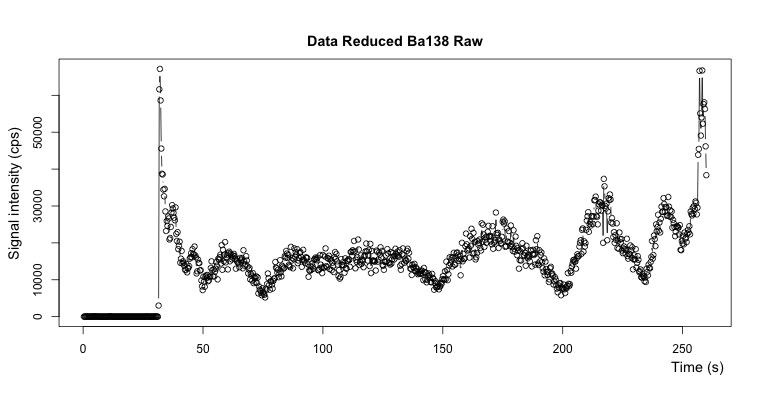 Data Reduced Ba138 Raw
Signal intensity (cps)
50000
30000
10000
0
0 50 100 150 200 250
Time (s)